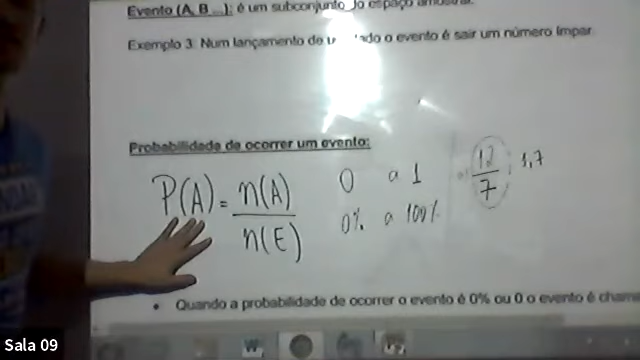 Evento (A, B ...): é um subconjunto do espaço amostral.
Exemplo 3: Num lançamento de um dado o evento é sair um número ímpar.
Probabilidade de ocorrer um evento:
P(A) = n(A) / n(E)
0 a 1
0% a 100%
12 / 7
1,7
• Quando a probabilidade de ocorrer o evento é 0% ou 0 o evento é
Sala 09